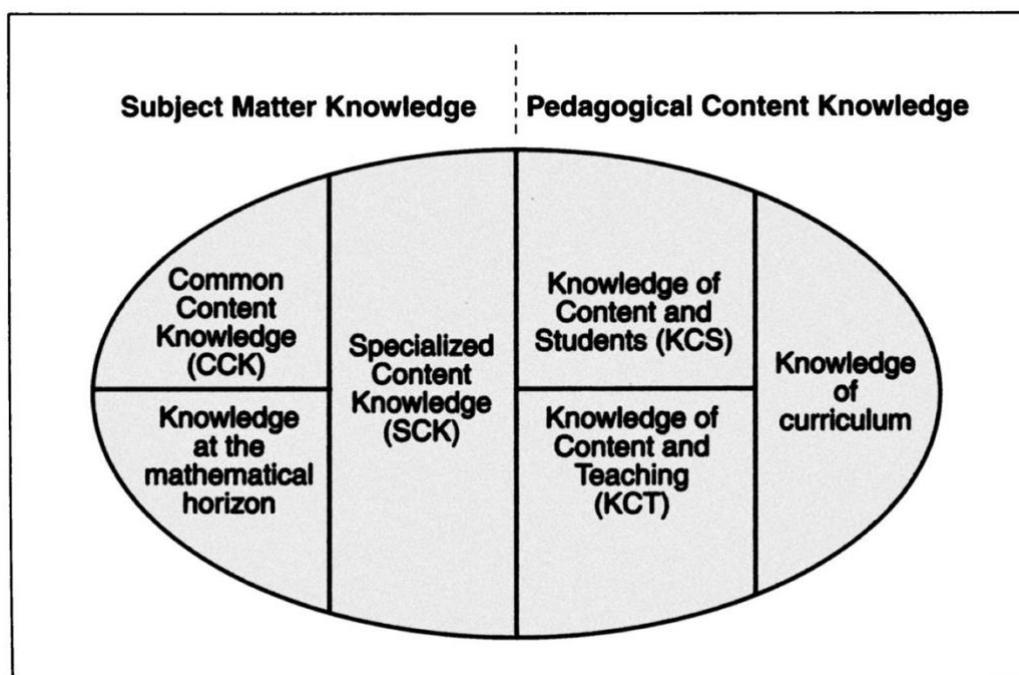 Subject Matter Knowledge
Pedagogical Content Knowledge
Common
Content
Knowledge
(CCK)
Knowledge
at the
mathematical
horizon
Specialized
Content
Knowledge
(SCK)
Knowledge of
Content and
Students (KCS)
Knowledge of
Content and
Teaching
(KCT)
Knowledge
of
curriculum